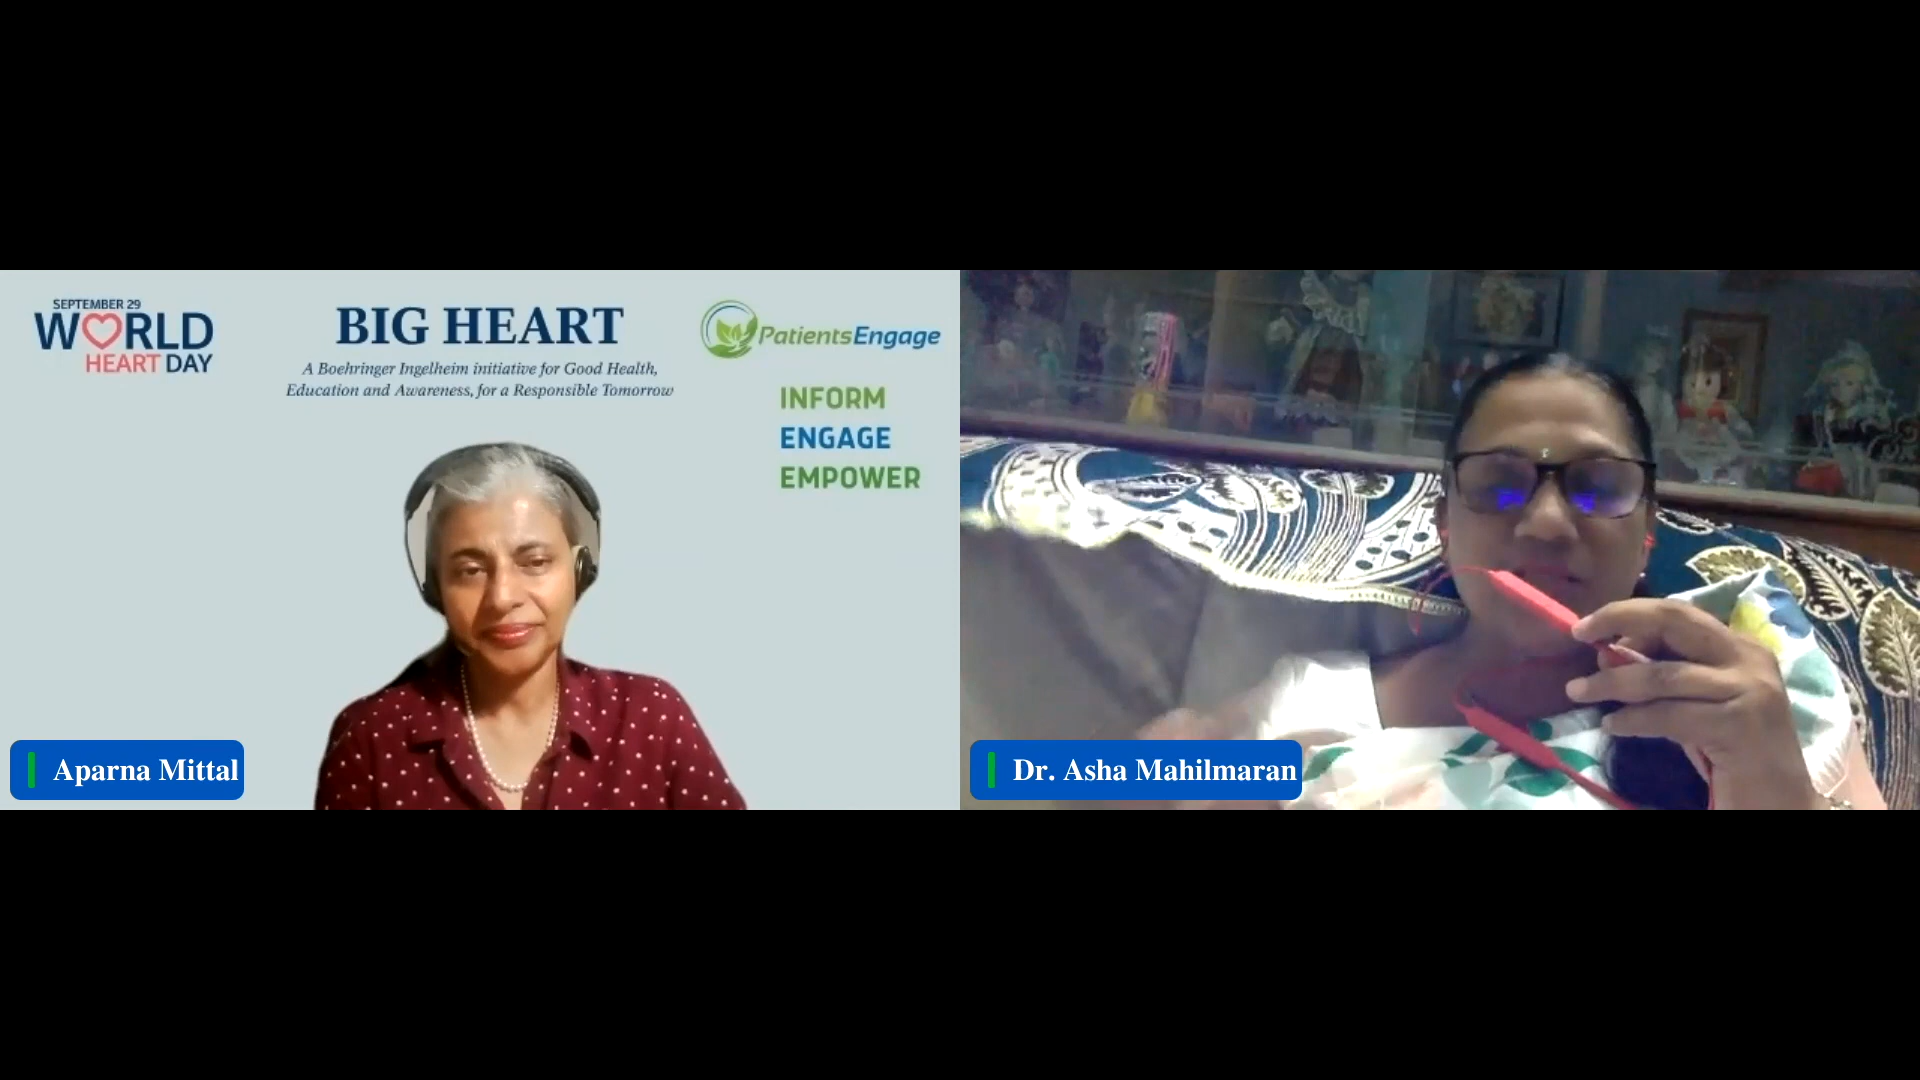 SEPTEMBER 29
WORLD
HEART DAY
BIG HEART
A Boehringer Ingelheim initiative for Good Health,
Education and Awareness, for a Responsible Tomorrow
PatientsEngage
INFORM
ENGAGE
EMPOWER
Aparna Mittal
Dr. Asha Mahilmaran